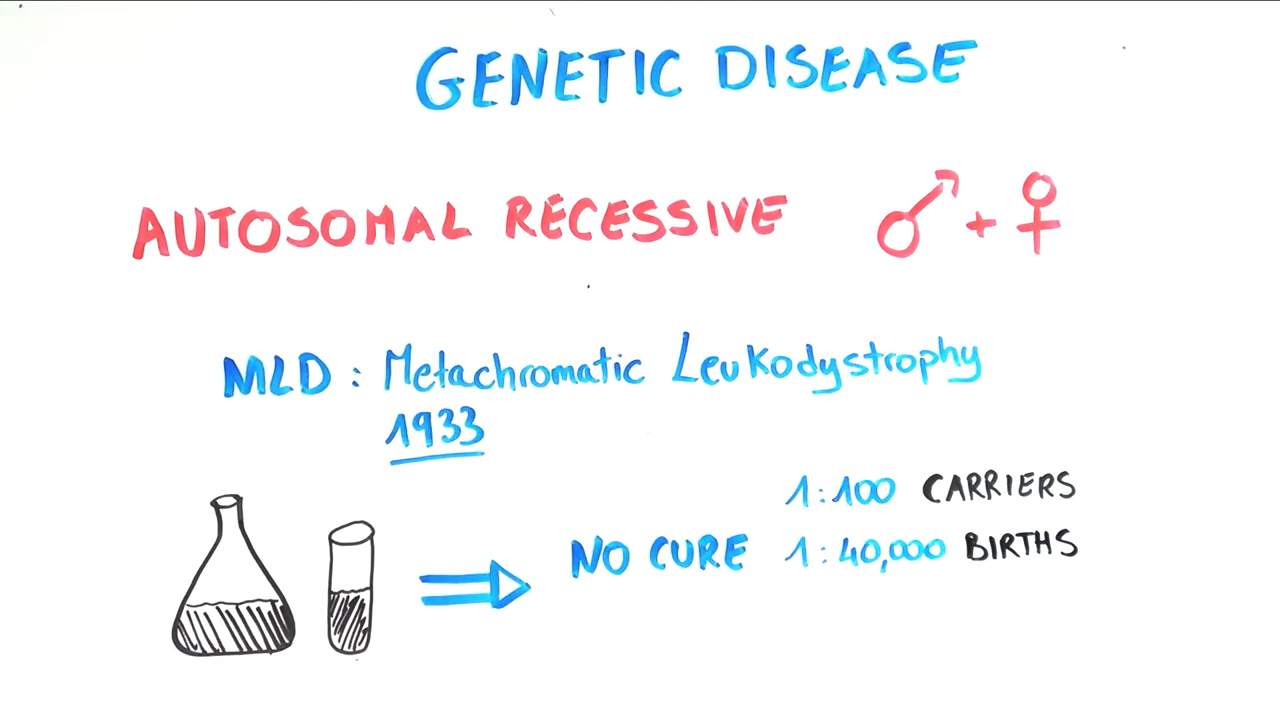 GENETIC DISEASE
AUTOSOMAL RECESSIVE ♂ + ♀
MLD : Metachromatic Leukodystrophy
1933
1:100 CARRIERS
NO CURE 1:40,000 BIRTHS